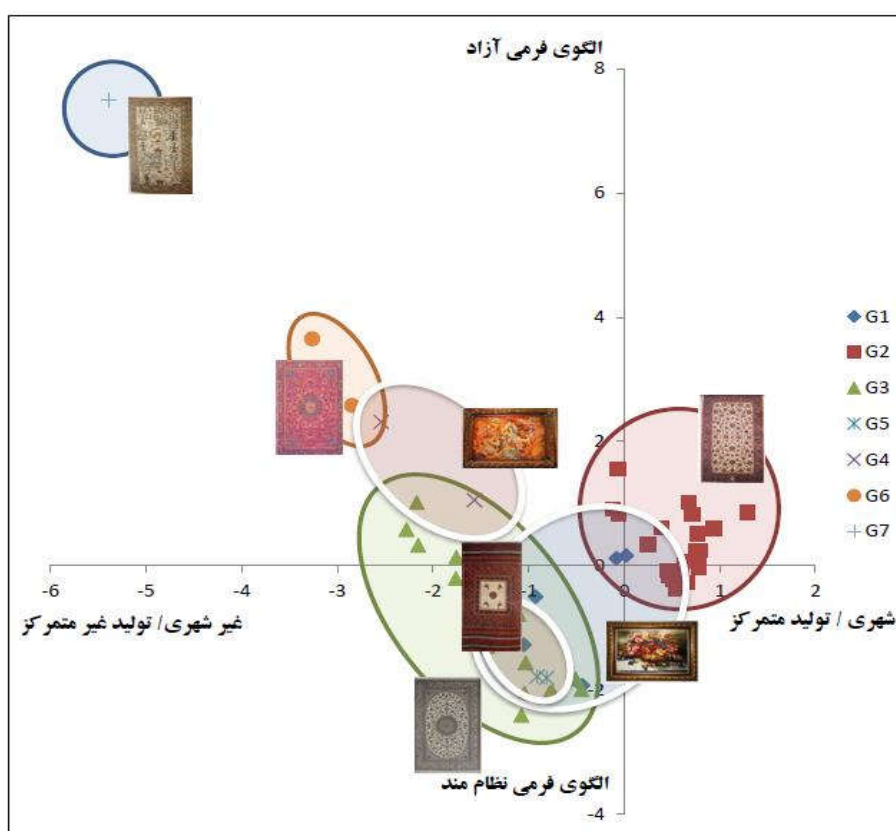 الگوی فرمی آزاد
8
6
4
2
0
-2
-4
-6 -5 -4 -3 -2 -1 0 1 2
غیر شهری/ تولید غیر متمرکز
شهری / تولید متمرکز
الگوی فرمی نظام مند
G1
G2
G3
G5
G4
G6
G7